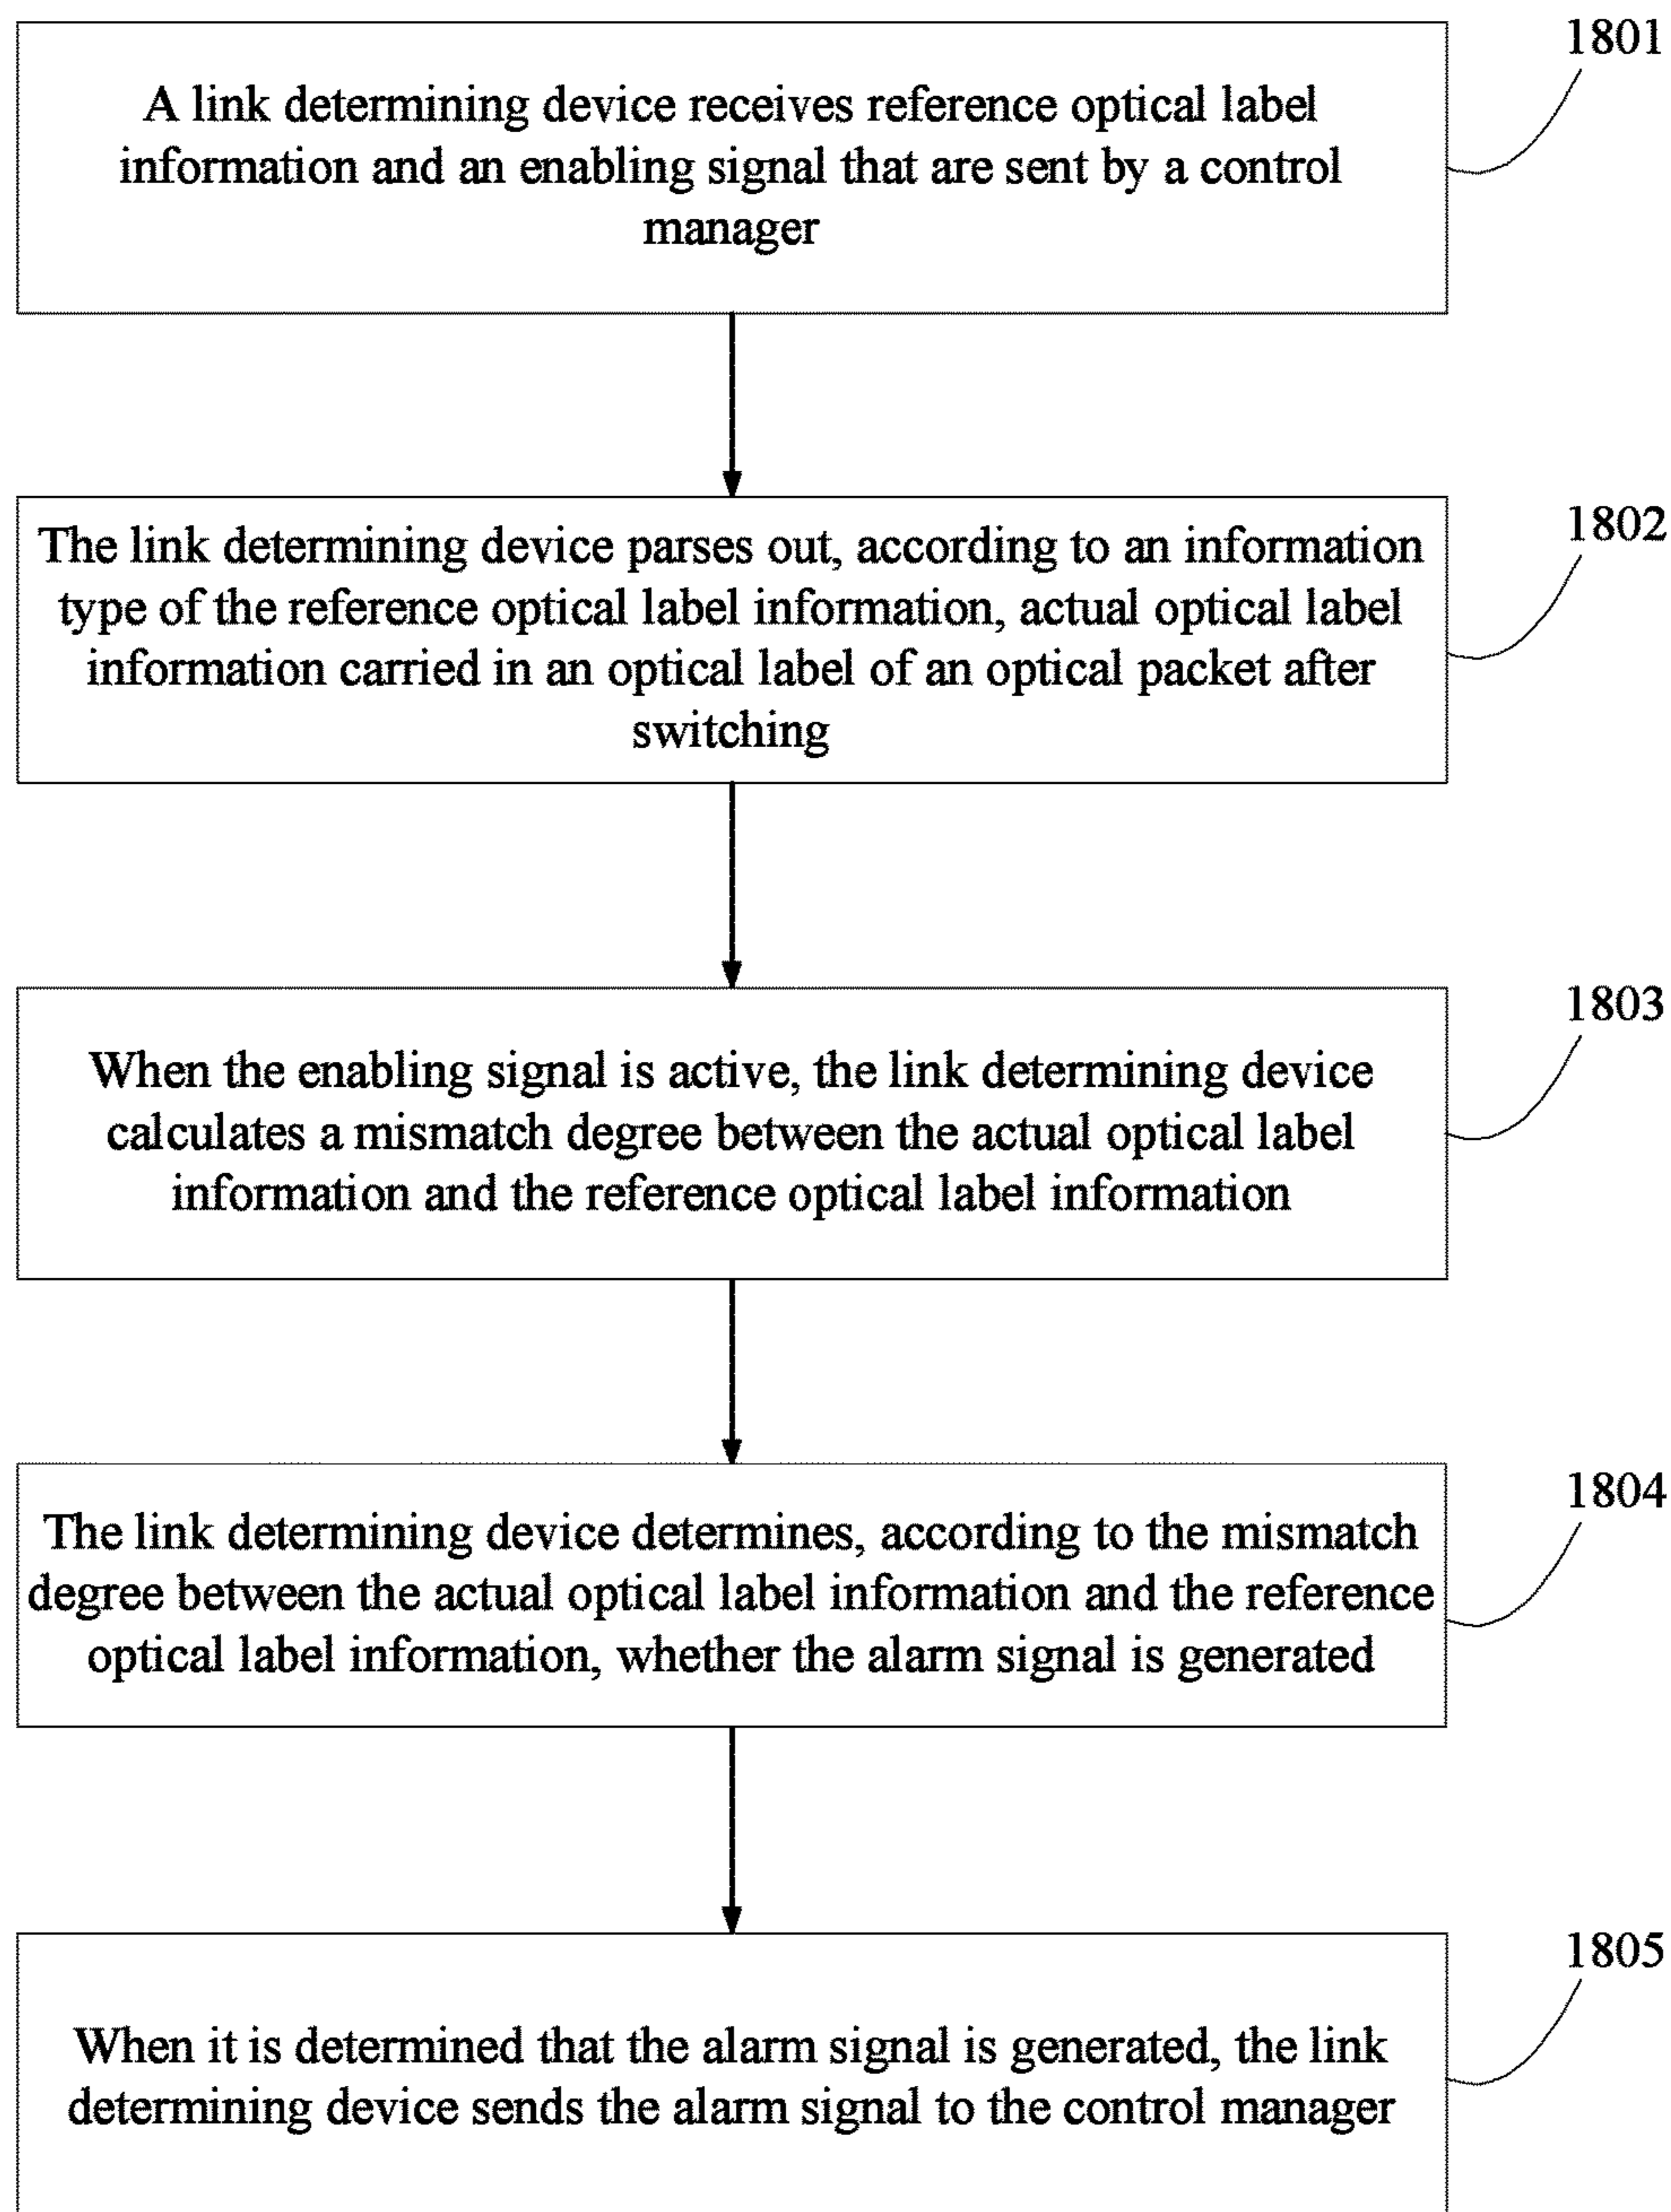 1801
A link determining device receives reference optical label
information and an enabling signal that are sent by a control
manager
1802
The link determining device parses out, according to an information
type of the reference optical label information, actual optical label
information carried in an optical label of an optical packet after
switching
1803
When the enabling signal is active, the link determining device
calculates a mismatch degree between the actual optical label
information and the reference optical label information
1804
The link determining device determines, according to the mismatch
degree between the actual optical label information and the reference
optical label information, whether the alarm signal is generated
1805
When it is determined that the alarm signal is generated, the link
determining device sends the alarm signal to the control manager